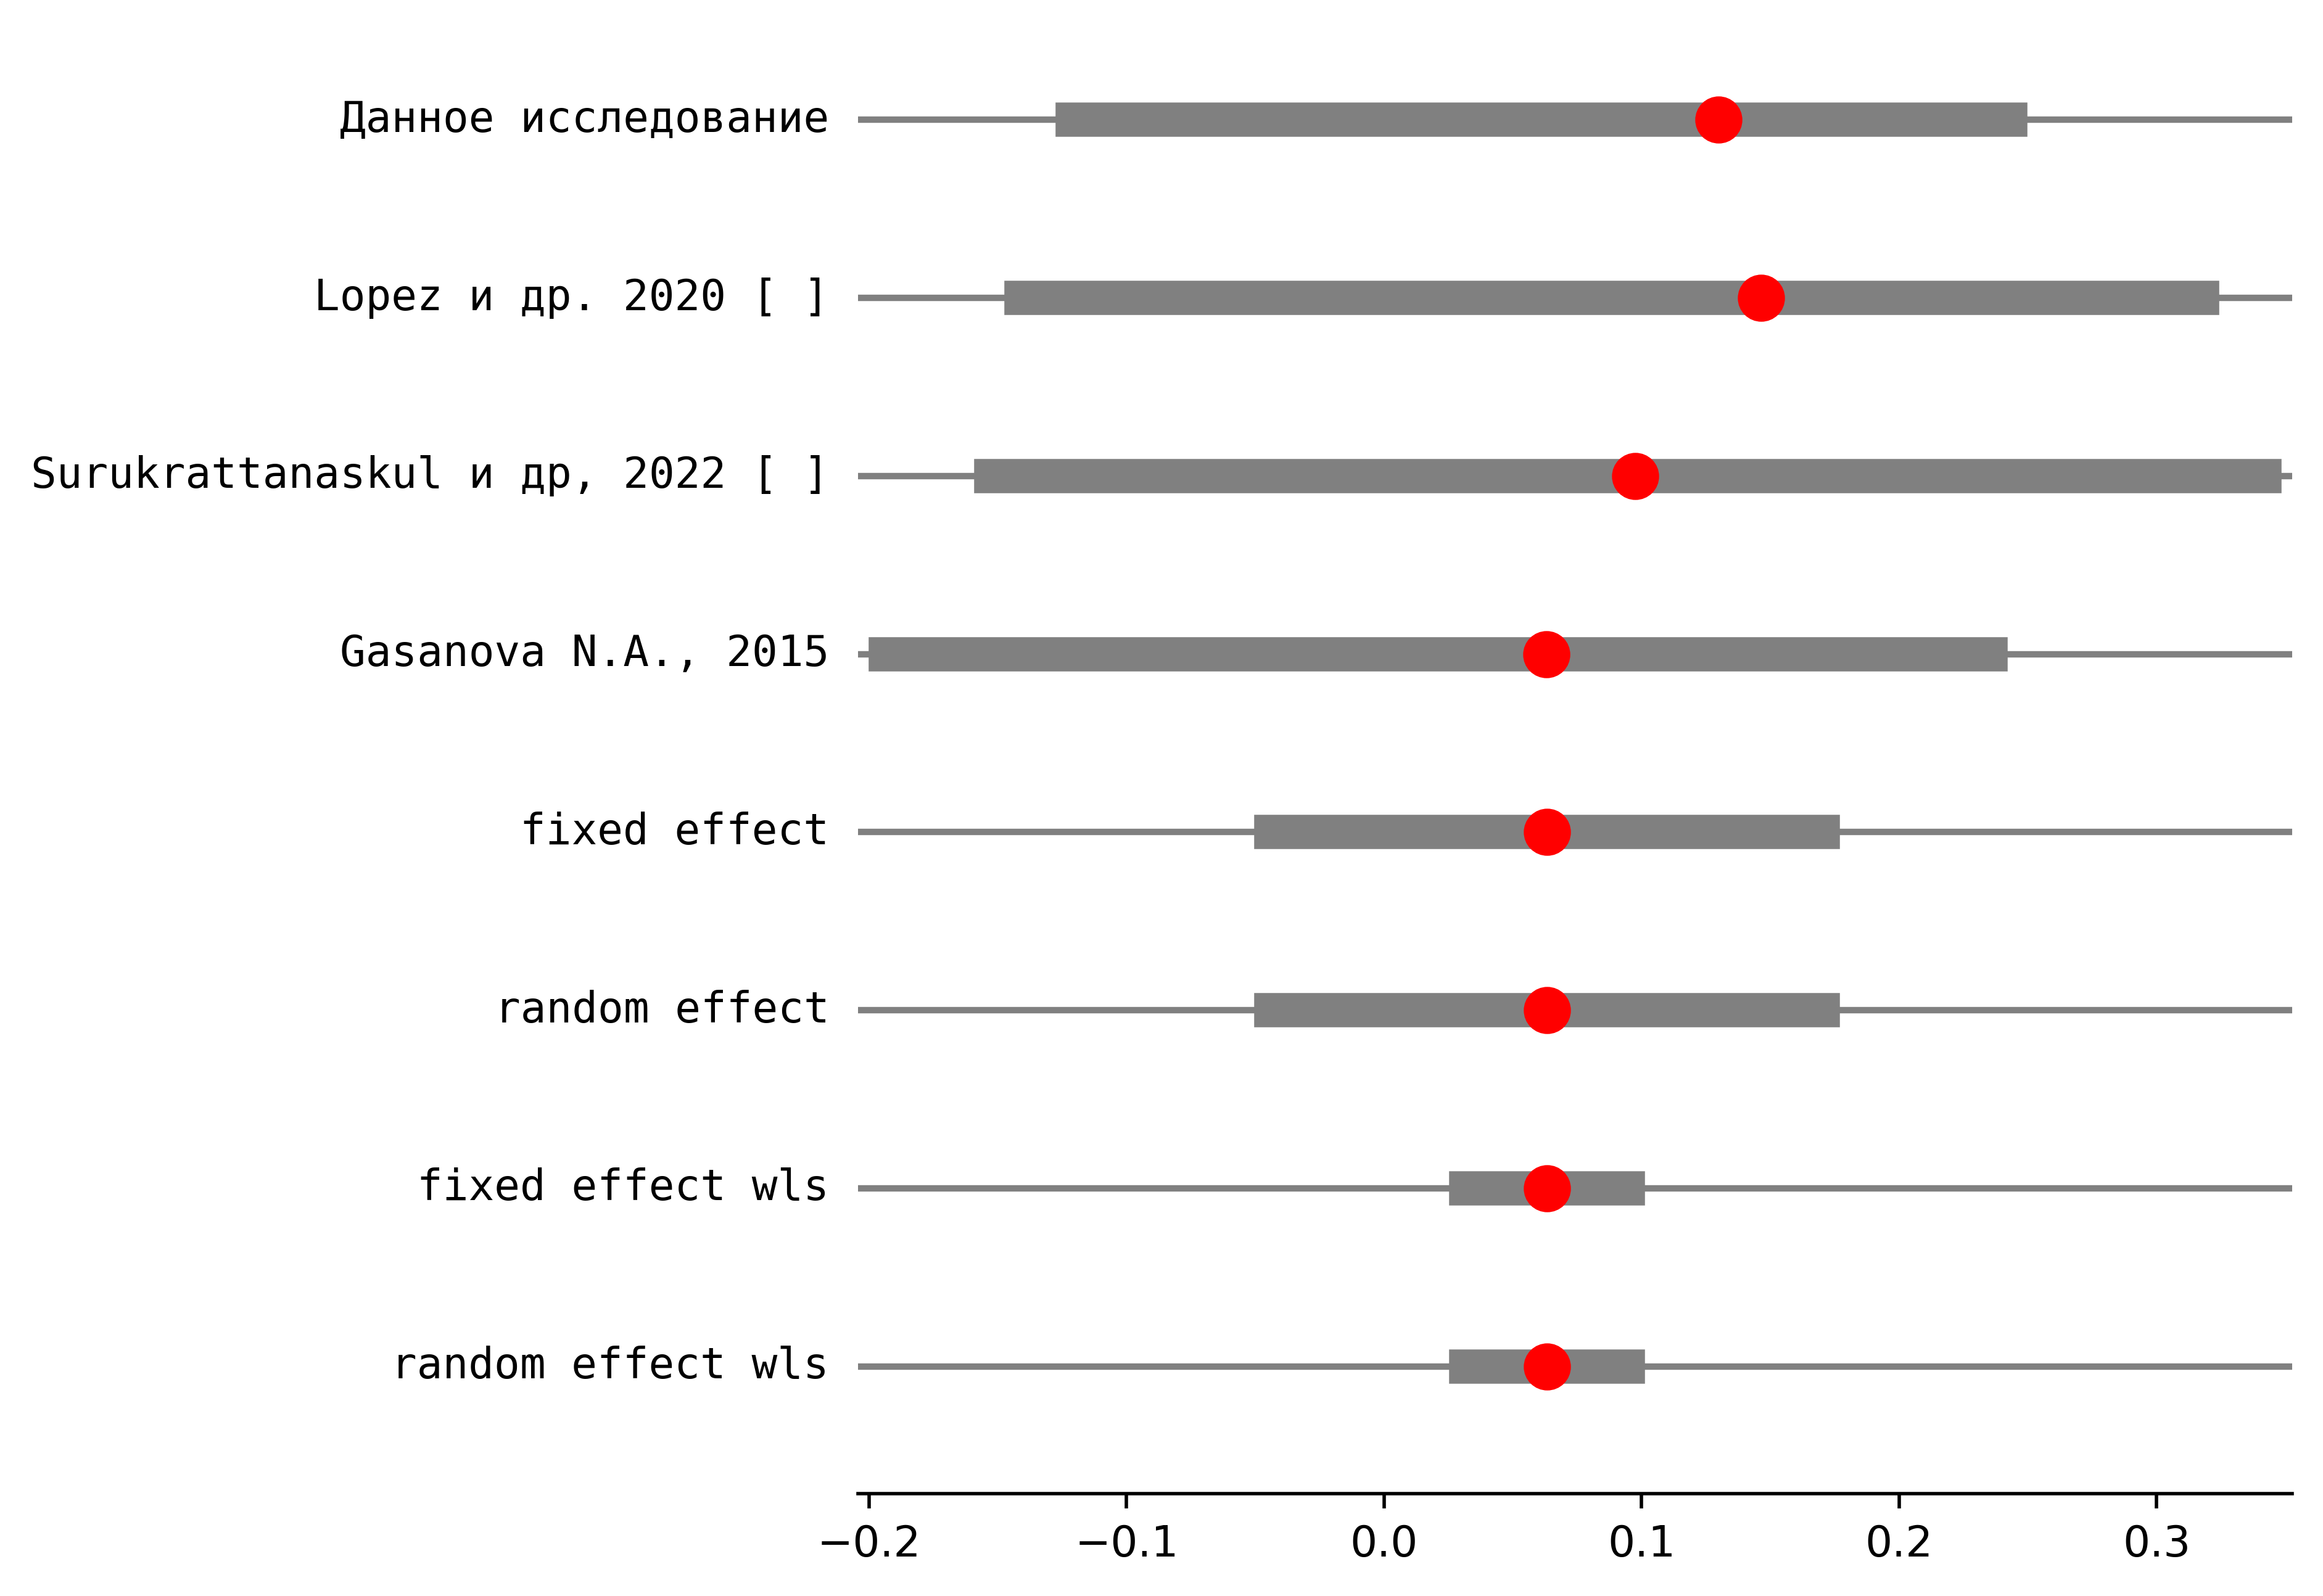 Данное исследование
Lopez и др. 2020 [ ]
Surukrattanaskul и др, 2022 [ ]
Gasanova N.A., 2015
fixed effect
random effect
fixed effect wls
random effect wls
−0.2 −0.1 0.0 0.1 0.2 0.3